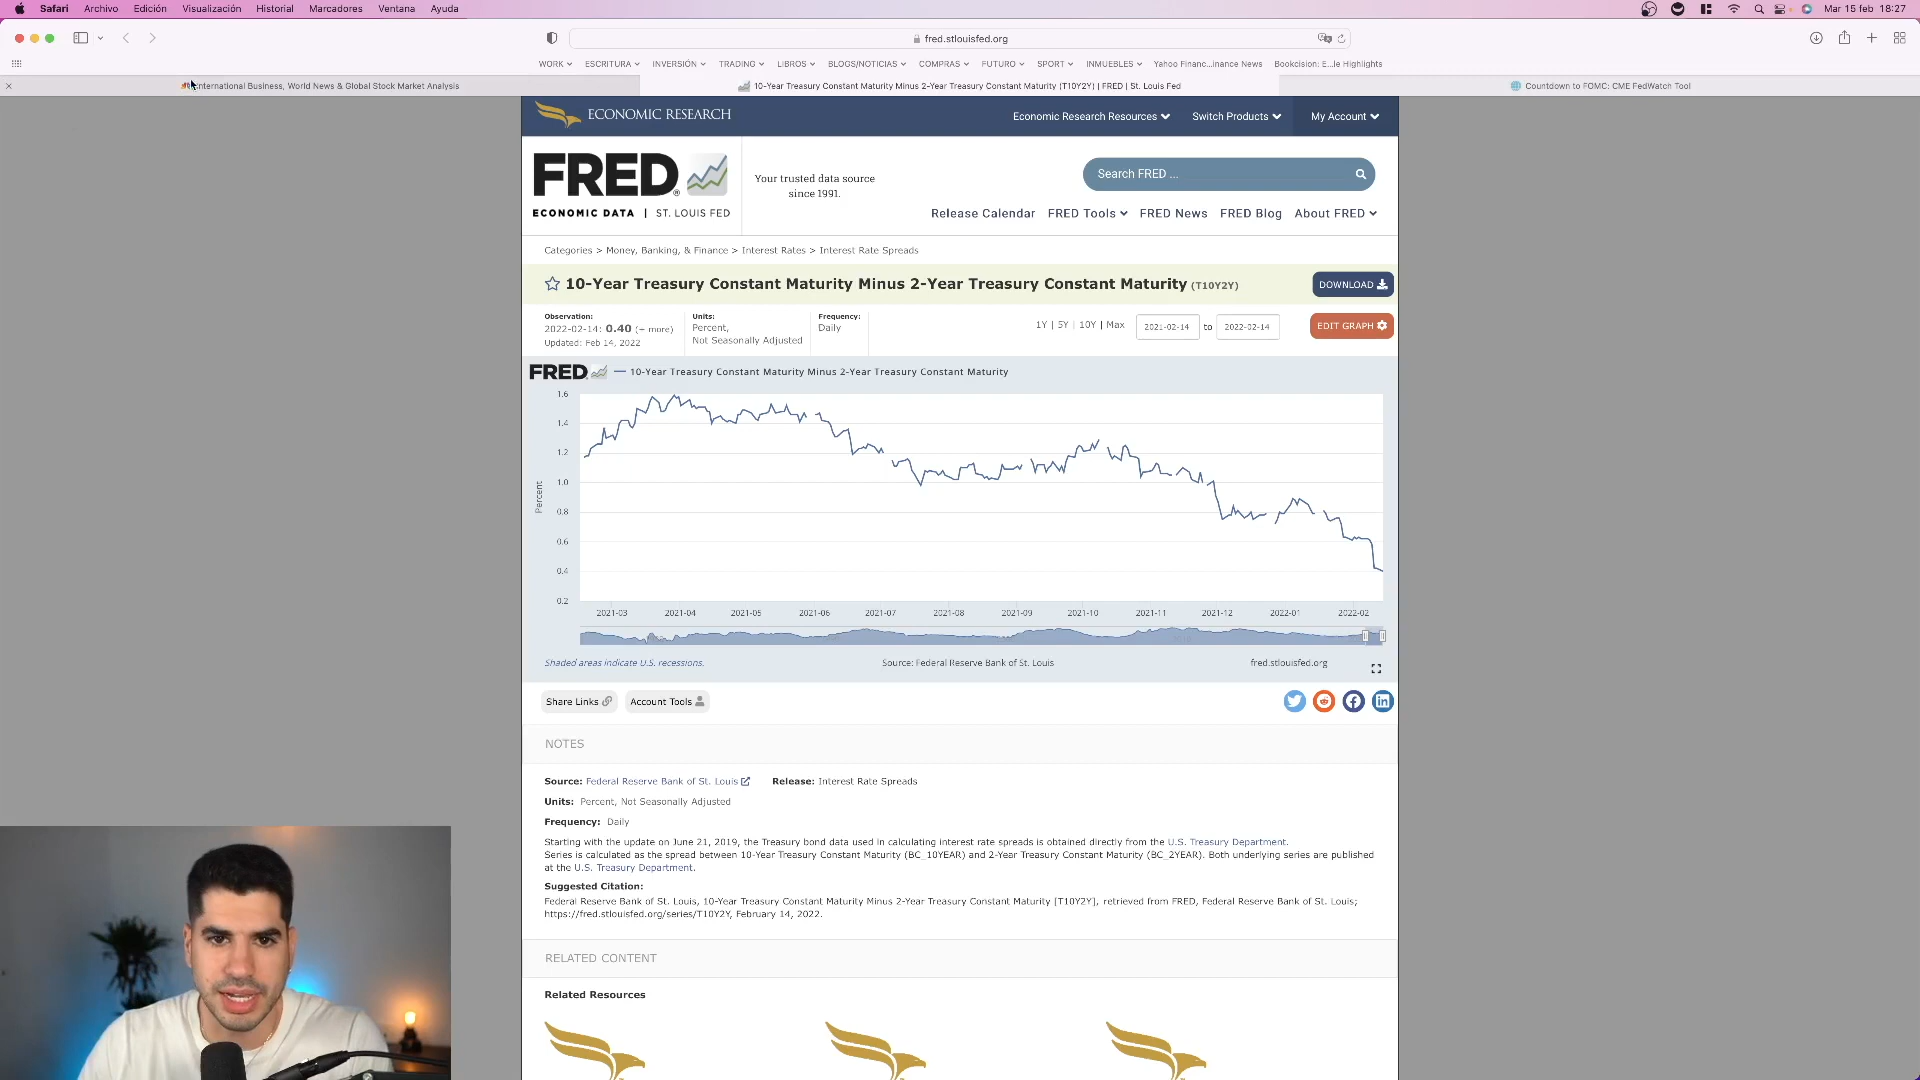 Safari Archivo Edición Visualización Historial Marcadores Ventana Ayuda Mar 15 feb 18:27
fred.stlouisfed.org
WORK ESCRITURA INVERSIÓN TRADING LIBROS BLOGS/NOTICIAS COMPRAS FUTURO SPORT INMUEBLES Yahoo Financ...inance News Bookcision: E...le Highlights
International Business, World News & Global Stock Market Analysis 10-Year Treasury Constant Maturity Minus 2-Year Treasury Constant Maturity (T10Y2Y) | FRED | St. Louis Fed Countdown to FOMC: CME FedWatch Tool
ECONOMIC RESEARCH Economic Research Resources Switch Products My Account
FRED®
ECONOMIC DATA | ST. LOUIS FED
Your trusted data source
since 1991.
Search FRED ...
Release Calendar FRED Tools FRED News FRED Blog About FRED
Categories > Money, Banking, & Finance > Interest Rates > Interest Rate Spreads
10-Year Treasury Constant Maturity Minus 2-Year Treasury Constant Maturity (T10Y2Y) DOWNLOAD
Observation:
2022-02-14: 0.40 (+ more)
Updated: Feb 14, 2022
Units:
Percent,
Not Seasonally Adjusted
Frequency:
Daily
1Y | 5Y | 10Y | Max 2021-02-14 to 2022-02-14 EDIT GRAPH
FRED — 10-Year Treasury Constant Maturity Minus 2-Year Treasury Constant Maturity
Percent
1.6
1.4
1.2
1.0
0.8
0.6
0.4
0.2
2021-03 2021-04 2021-05 2021-06 2021-07 2021-08 2021-09 2021-10 2021-11 2021-12 2022-01 2022-02
Shaded areas indicate U.S. recessions. Source: Federal Reserve Bank of St. Louis fred.stlouisfed.org
Share Links Account Tools
NOTES
Source: Federal Reserve Bank of St. Louis Release: Interest Rate Spreads
Units: Percent, Not Seasonally Adjusted
Frequency: Daily
Starting with the update on June 21, 2019, the Treasury bond data used in calculating interest rate spreads is obtained directly from the U.S. Treasury Department.
Series is calculated as the spread between 10-Year Treasury Constant Maturity (BC_10YEAR) and 2-Year Treasury Constant Maturity (BC_2YEAR). Both underlying series are published
at the U.S. Treasury Department.
Suggested Citation:
Federal Reserve Bank of St. Louis, 10-Year Treasury Constant Maturity Minus 2-Year Treasury Constant Maturity [T10Y2Y], retrieved from FRED, Federal Reserve Bank of St. Louis;
https://fred.stlouisfed.org/series/T10Y2Y, February 14, 2022.
RELATED CONTENT
Related Resources